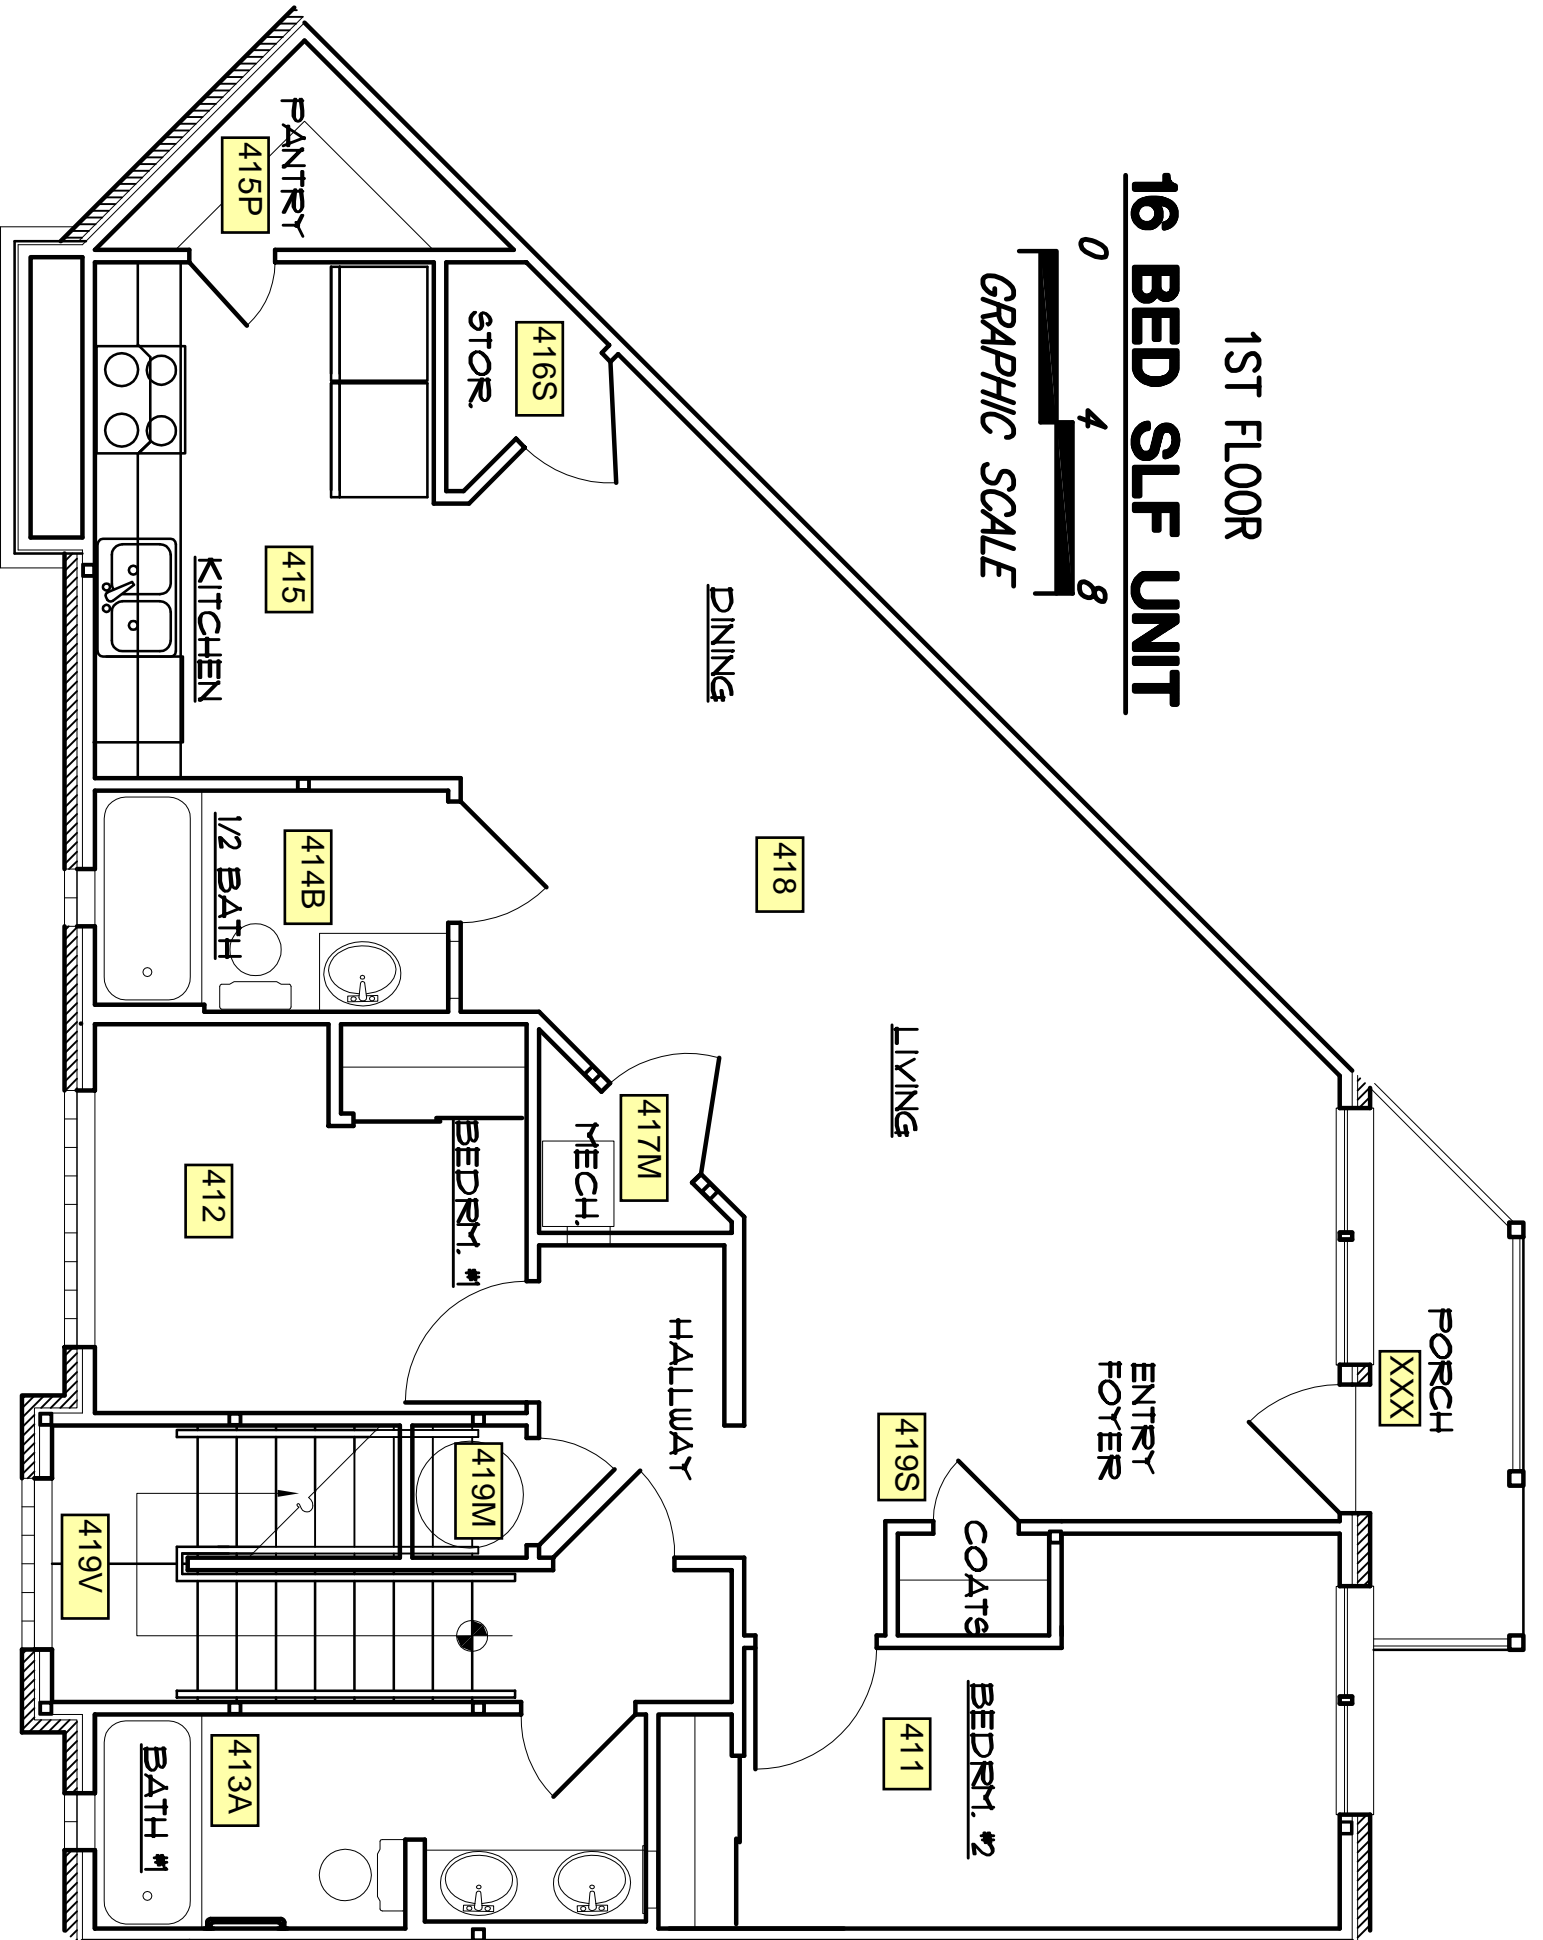 1ST FLOOR
16 BED SLF UNIT
0 4 8
GRAPHIC SCALE
PORCH
XXX
ENTRY
FOYER
419S
COATS
BEDRM. #2
411
LIVING
418
DINING
HALLWAY
417M
MECH.
416S
STOR.
BEDRM. #1
412
419M
419V
PANTRY
415P
415
KITCHEN
414B
1/2 BATH
413A
BATH #1